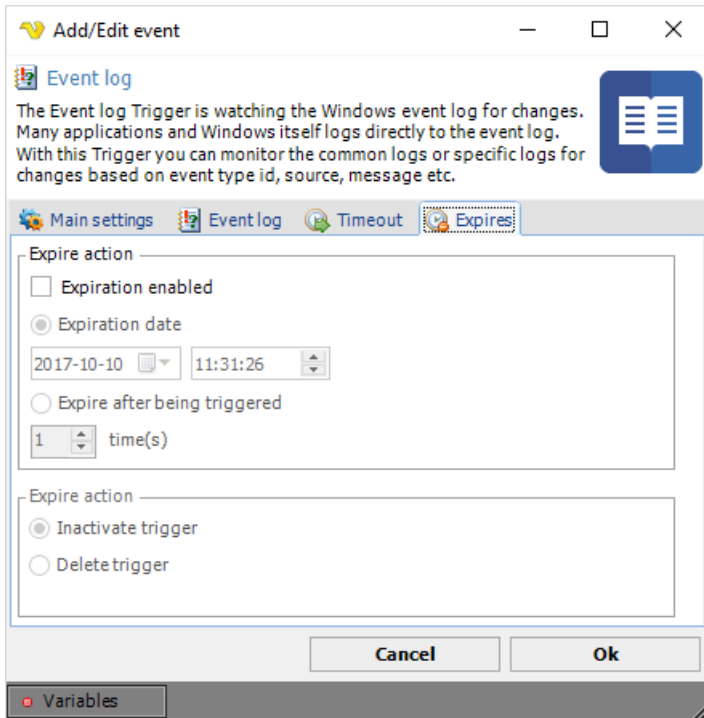 Add/Edit event
Event log
The Event log Trigger is watching the Windows event log for changes.
Many applications and Windows itself logs directly to the event log.
With this Trigger you can monitor the common logs or specific logs for
changes based on event type id, source, message etc.
Main settings Event log Timeout Expires
Expire action
Expiration enabled
Expiration date
2017-10-10 11:31:26
Expire after being triggered
1 time(s)
Expire action
Inactivate trigger
Delete trigger
Cancel Ok
Variables